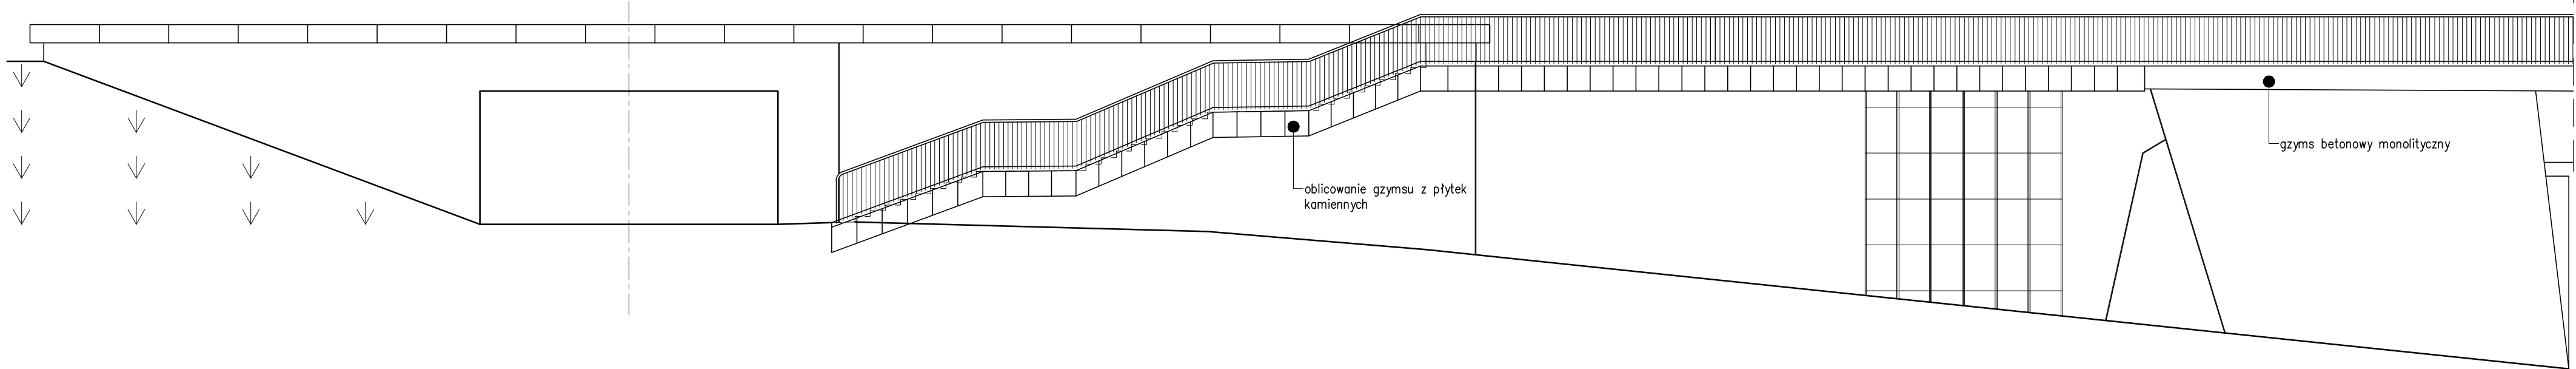 gzyms betonowy monolityczny
oblicowanie gzymsu z płytek
kamiennych